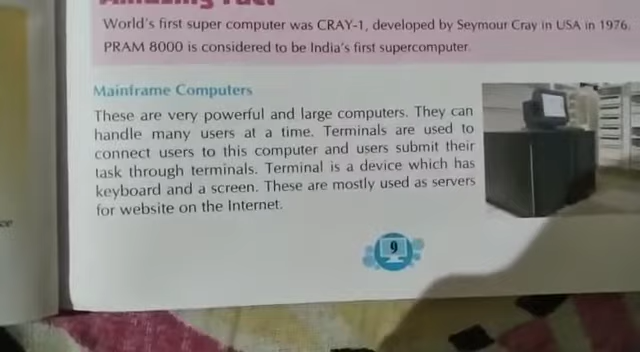 Amazing Fact
World's first super computer was CRAY-1, developed by Seymour Cray in USA in 1976.
PRAM 8000 is considered to be India's first supercomputer.
Mainframe Computers
These are very powerful and large computers. They can
handle many users at a time. Terminals are used to
connect users to this computer and users submit their
task through terminals. Terminal is a device which has
keyboard and a screen. These are mostly used as servers
for website on the Internet.
9